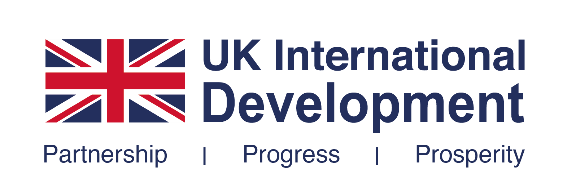 UK International
Development
Partnership | Progress | Prosperity